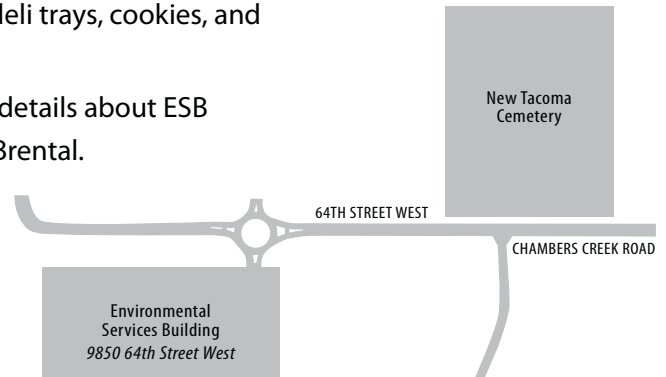 deli trays, cookies, and
details about ESB
New Tacoma
Cemetery
64TH STREET WEST
CHAMBERS CREEK ROAD
Environmental
Services Building
9850 64th Street West